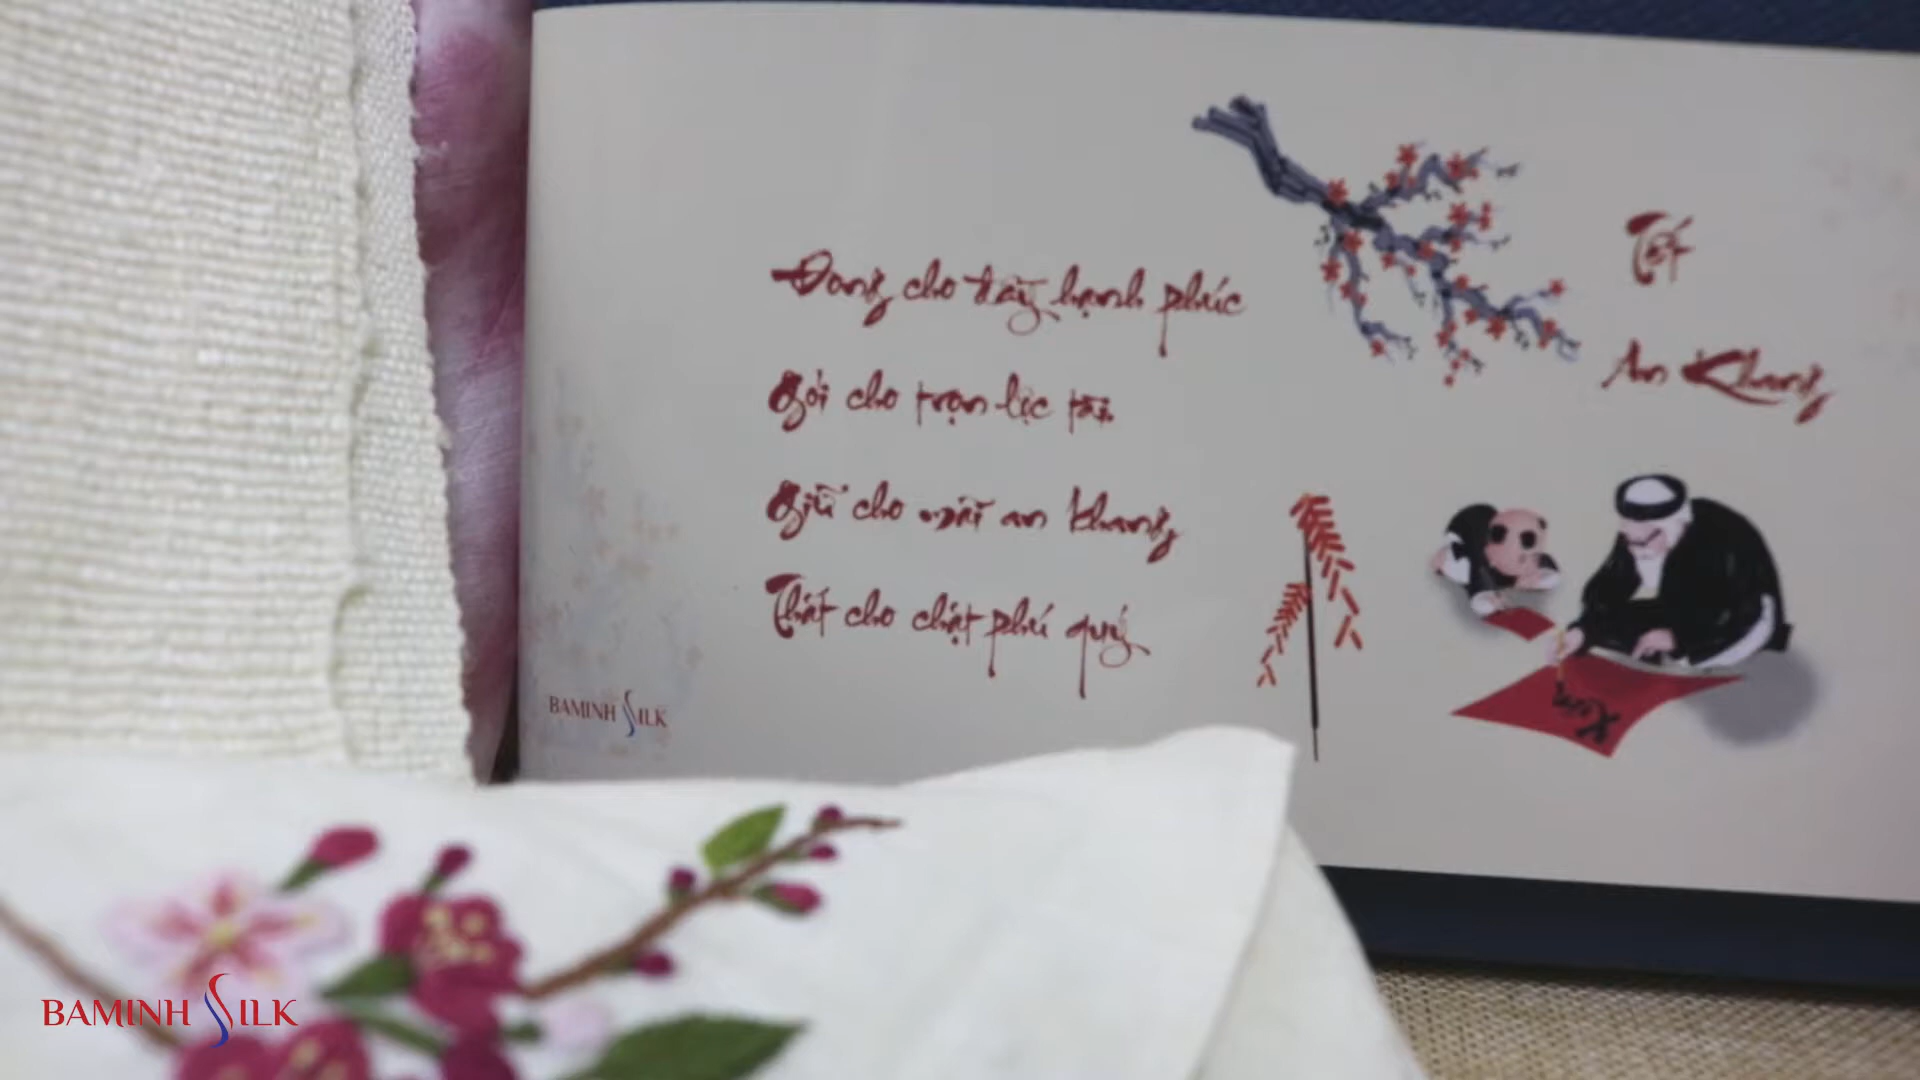 Đong cho đầy hạnh phúc
Gói cho trọn lộc tài
Giữ cho mãi an khang
Thắt cho chặt phú quý
Tết
An Khang
Xuân
BAMINH SILK
BAMINH SILK